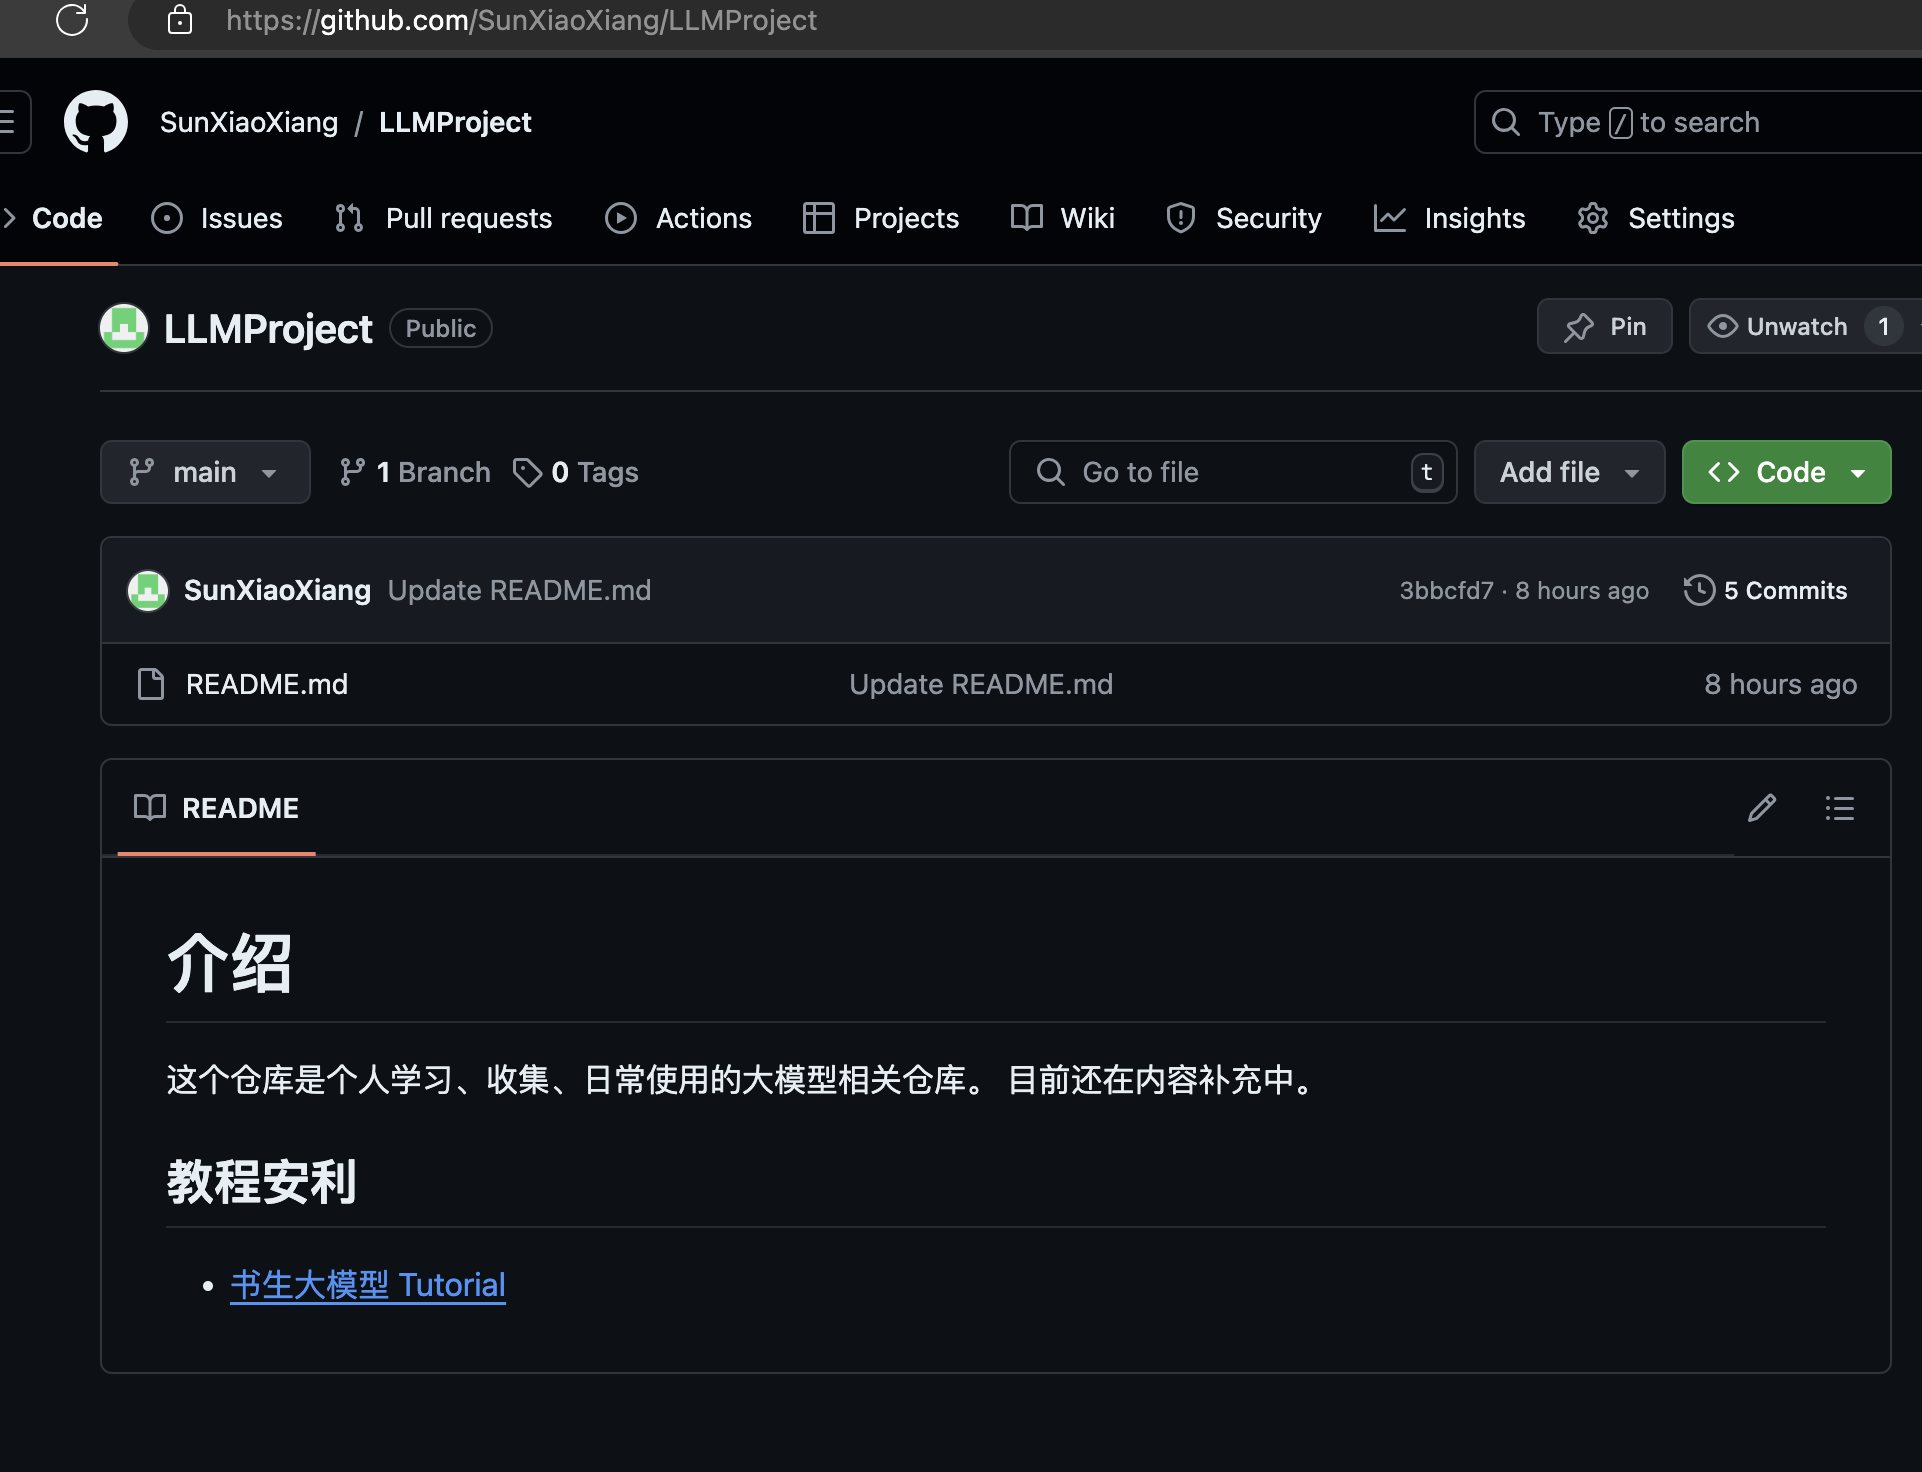 https://github.com/SunXiaoXiang/LLMProject
SunXiaoXiang / LLMProject
Type / to search
Code Issues Pull requests Actions Projects Wiki Security Insights Settings
LLMProject Public
Pin Unwatch 1
main 1 Branch 0 Tags
Go to file t Add file Code
SunXiaoXiang Update README.md 3bbcfd7 · 8 hours ago 5 Commits
README.md Update README.md 8 hours ago
README
介绍
这个仓库是个人学习、收集、日常使用的大模型相关仓库。 目前还在内容补充中。
教程安利
• 书生大模型 Tutorial